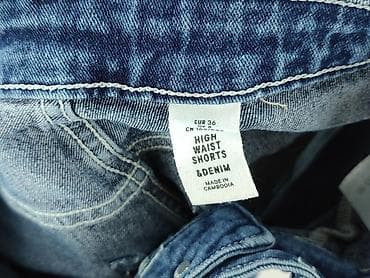 EUR 36
HIGH
WAIST
SHORTS
&DENIM
MADE IN
CAMBODIA